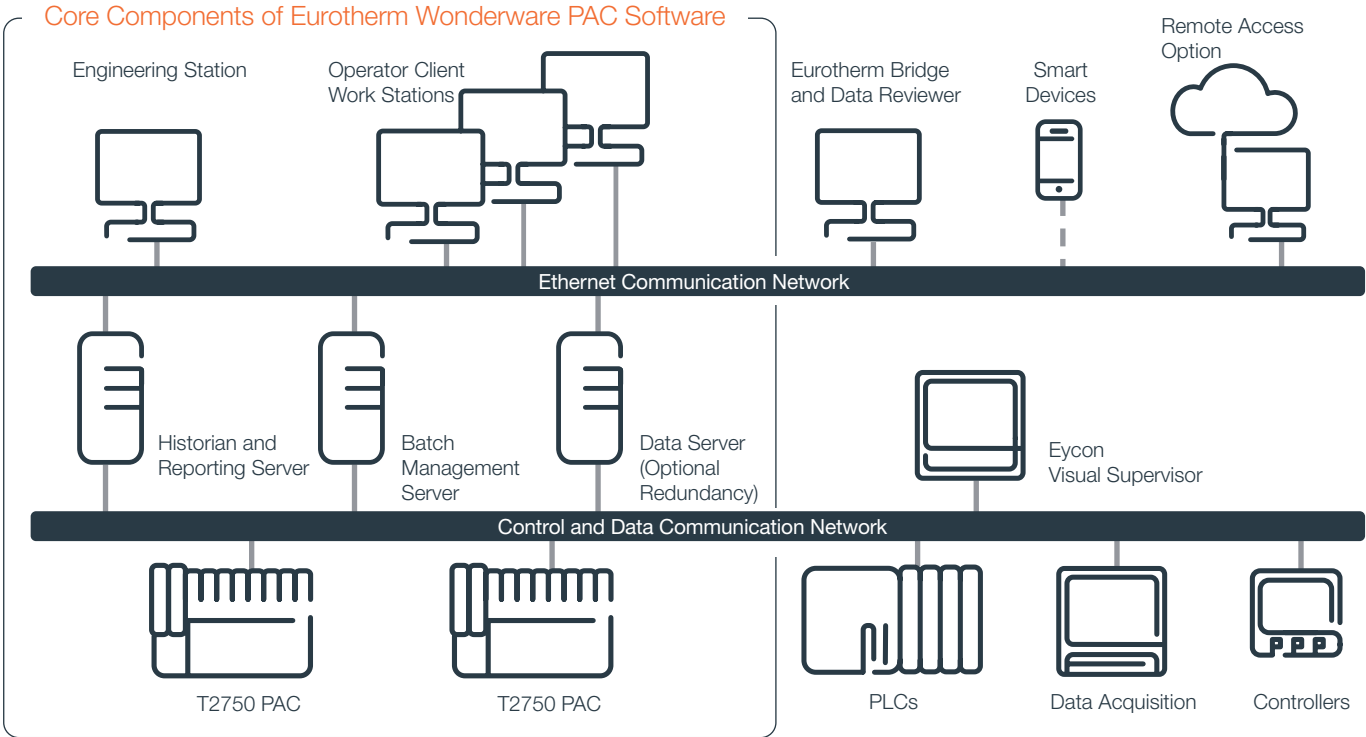 Core Components of Eurotherm Wonderware PAC Software
Engineering Station
Operator Client
Work Stations
Eurotherm Bridge
and Data Reviewer
Smart
Devices
Remote Access
Option
Ethernet Communication Network
Historian and
Reporting Server
Batch
Management
Server
Data Server
(Optional
Redundancy)
Eycon
Visual Supervisor
Control and Data Communication Network
T2750 PAC
T2750 PAC
PLCs
Data Acquisition
Controllers